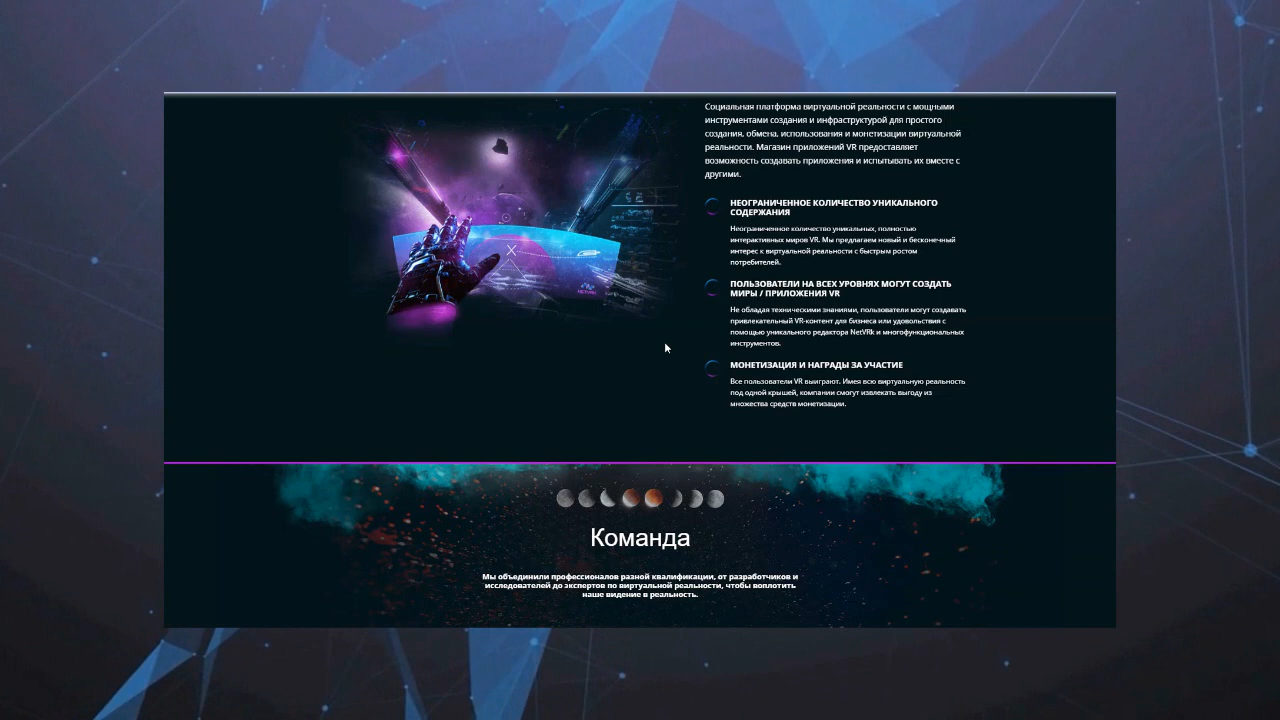 Социальная платформа виртуальной реальности с мощными
инструментами создания и инфраструктурой для простого
создания, обмена, использования и монетизации виртуальной
реальности. Магазин приложений VR предоставляет
возможность создавать приложения и испытывать их вместе с
другими.
НЕОГРАНИЧЕННОЕ КОЛИЧЕСТВО УНИКАЛЬНОГО
СОДЕРЖАНИЯ
Неограниченное количество уникальных, полностью
интерактивных миров VR. Мы предлагаем новый и бесконечный
интерес к виртуальной реальности с быстрым ростом
потребителей.
ПОЛЬЗОВАТЕЛИ НА ВСЕХ УРОВНЯХ МОГУТ СОЗДАТЬ
МИРЫ / ПРИЛОЖЕНИЯ VR
Не обладая техническими знаниями, пользователи могут создавать
привлекательный VR-контент для бизнеса или удовольствия с
помощью уникального редактора NetVRk и многофункциональных
инструментов.
МОНЕТИЗАЦИЯ И НАГРАДЫ ЗА УЧАСТИЕ
Все пользователи VR выиграют. Имея всю виртуальную реальность
под одной крышей, компании смогут извлекать выгоду из
множества средств монетизации.
Команда
Мы объединили профессионалов разной квалификации, от разработчиков и
исследователей до экспертов по виртуальной реальности, чтобы воплотить
наше видение в реальность.